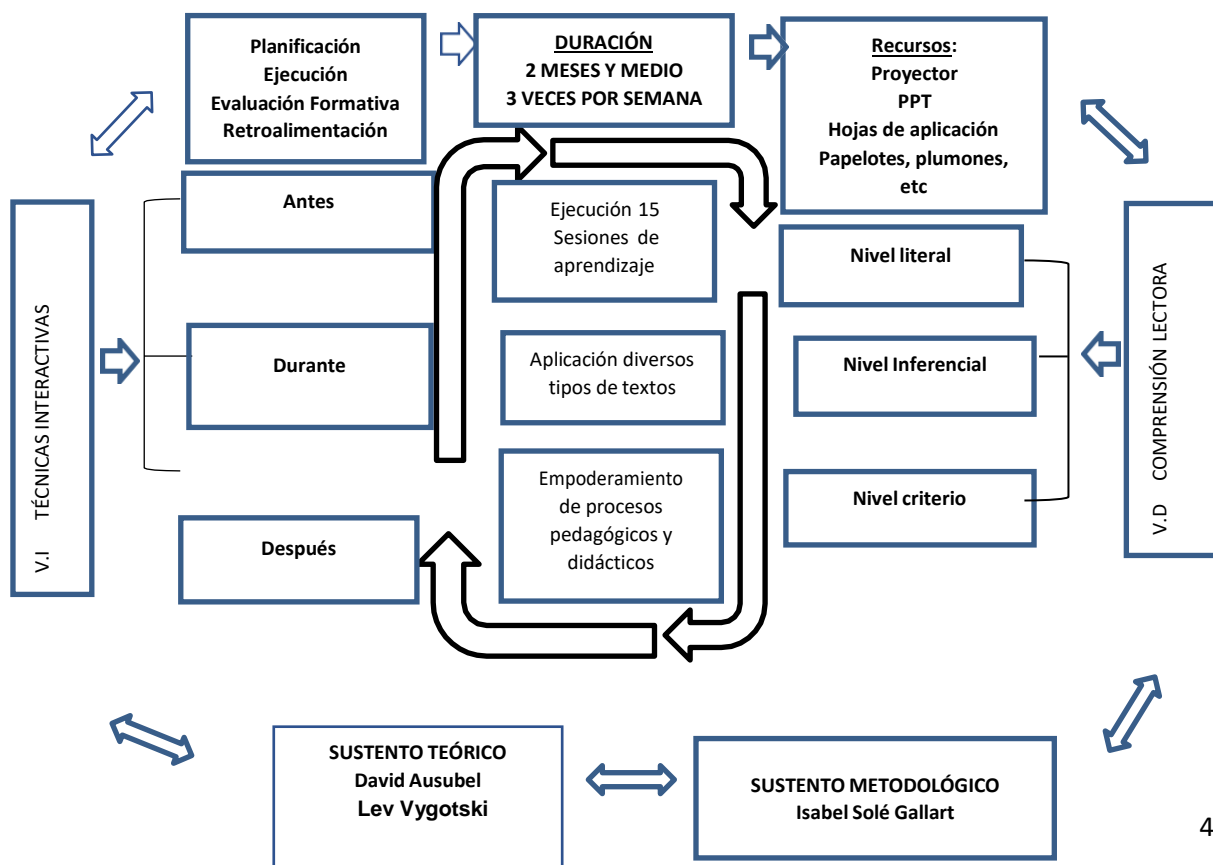 Planificación
Ejecución
Evaluación Formativa
Retroalimentación
DURACIÓN
2 MESES Y MEDIO
3 VECES POR SEMANA
Recursos:
Proyector
PPT
Hojas de aplicación
Papelotes, plumones,
etc
V.I TÉCNICAS INTERACTIVAS
Antes
Durante
Después
Ejecución 15
Sesiones de
aprendizaje
Aplicación diversos
tipos de textos
Empoderamiento
de procesos
pedagógicos y
didácticos
Nivel literal
Nivel Inferencial
Nivel criterio
V.D COMPRENSIÓN LECTORA
SUSTENTO TEÓRICO
David Ausubel
Lev Vygotski
SUSTENTO METODOLÓGICO
Isabel Solé Gallart
4